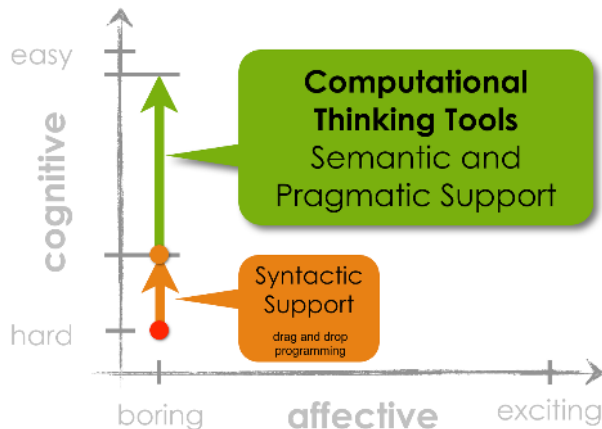 easy
Computational
Thinking Tools
Semantic and
Pragmatic Support
cognitive
Syntactic
Support
drag and drop
programming
hard
boring
affective
exciting